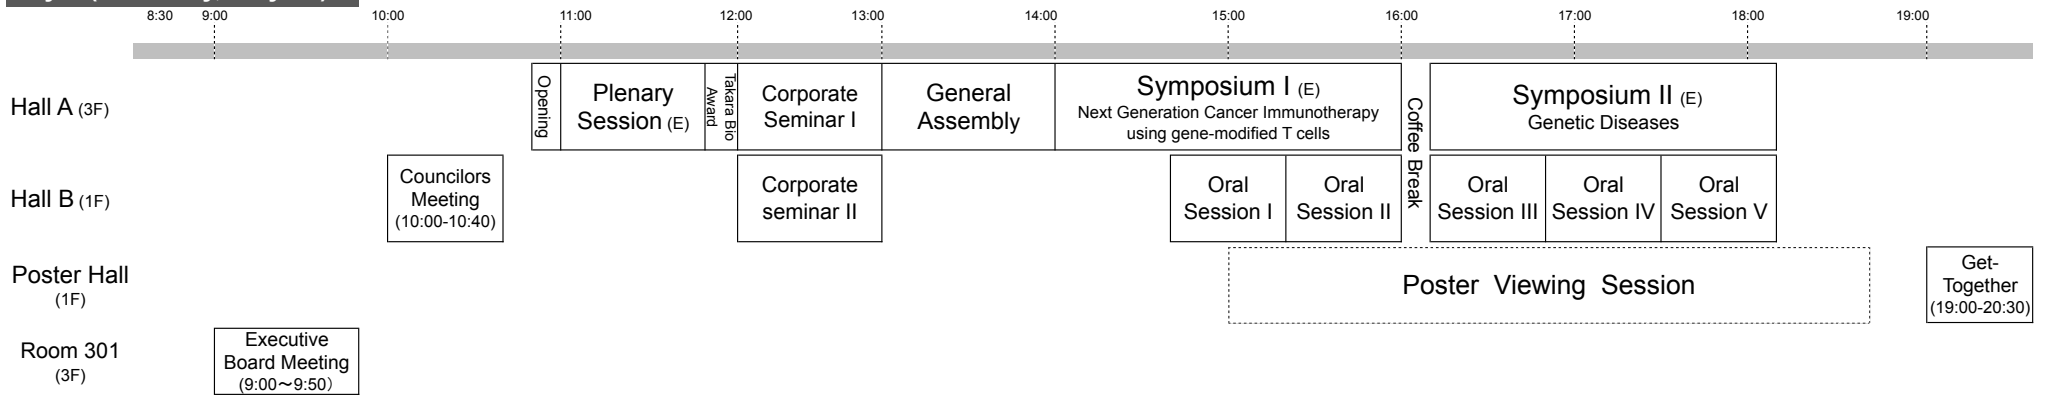 8:30 9:00 10:00 11:00 12:00 13:00 14:00 15:00 16:00 17:00 18:00 19:00
Hall A (3F)
Opening
Plenary
Session (E)
Takara Bio
Award
Corporate
Seminar I
General
Assembly
Symposium I (E)
Next Generation Cancer Immunotherapy
using gene-modified T cells
Coffee Break
Symposium II (E)
Genetic Diseases
Hall B (1F)
Councilors
Meeting
(10:00-10:40)
Corporate
seminar II
Oral
Session I
Oral
Session II
Oral
Session III
Oral
Session IV
Oral
Session V
Poster Hall
(1F)
Poster Viewing Session
Get-
Together
(19:00-20:30)
Room 301
(3F)
Executive
Board Meeting
(9:00～9:50）